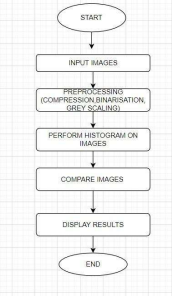 START
INPUT IMAGES
PREPROCESSING
(COMPRESSION,BINARISATION,
GREY SCALING)
PERFORM HISTOGRAM ON
IMAGES
COMPARE IMAGES
DISPLAY RESULTS
END